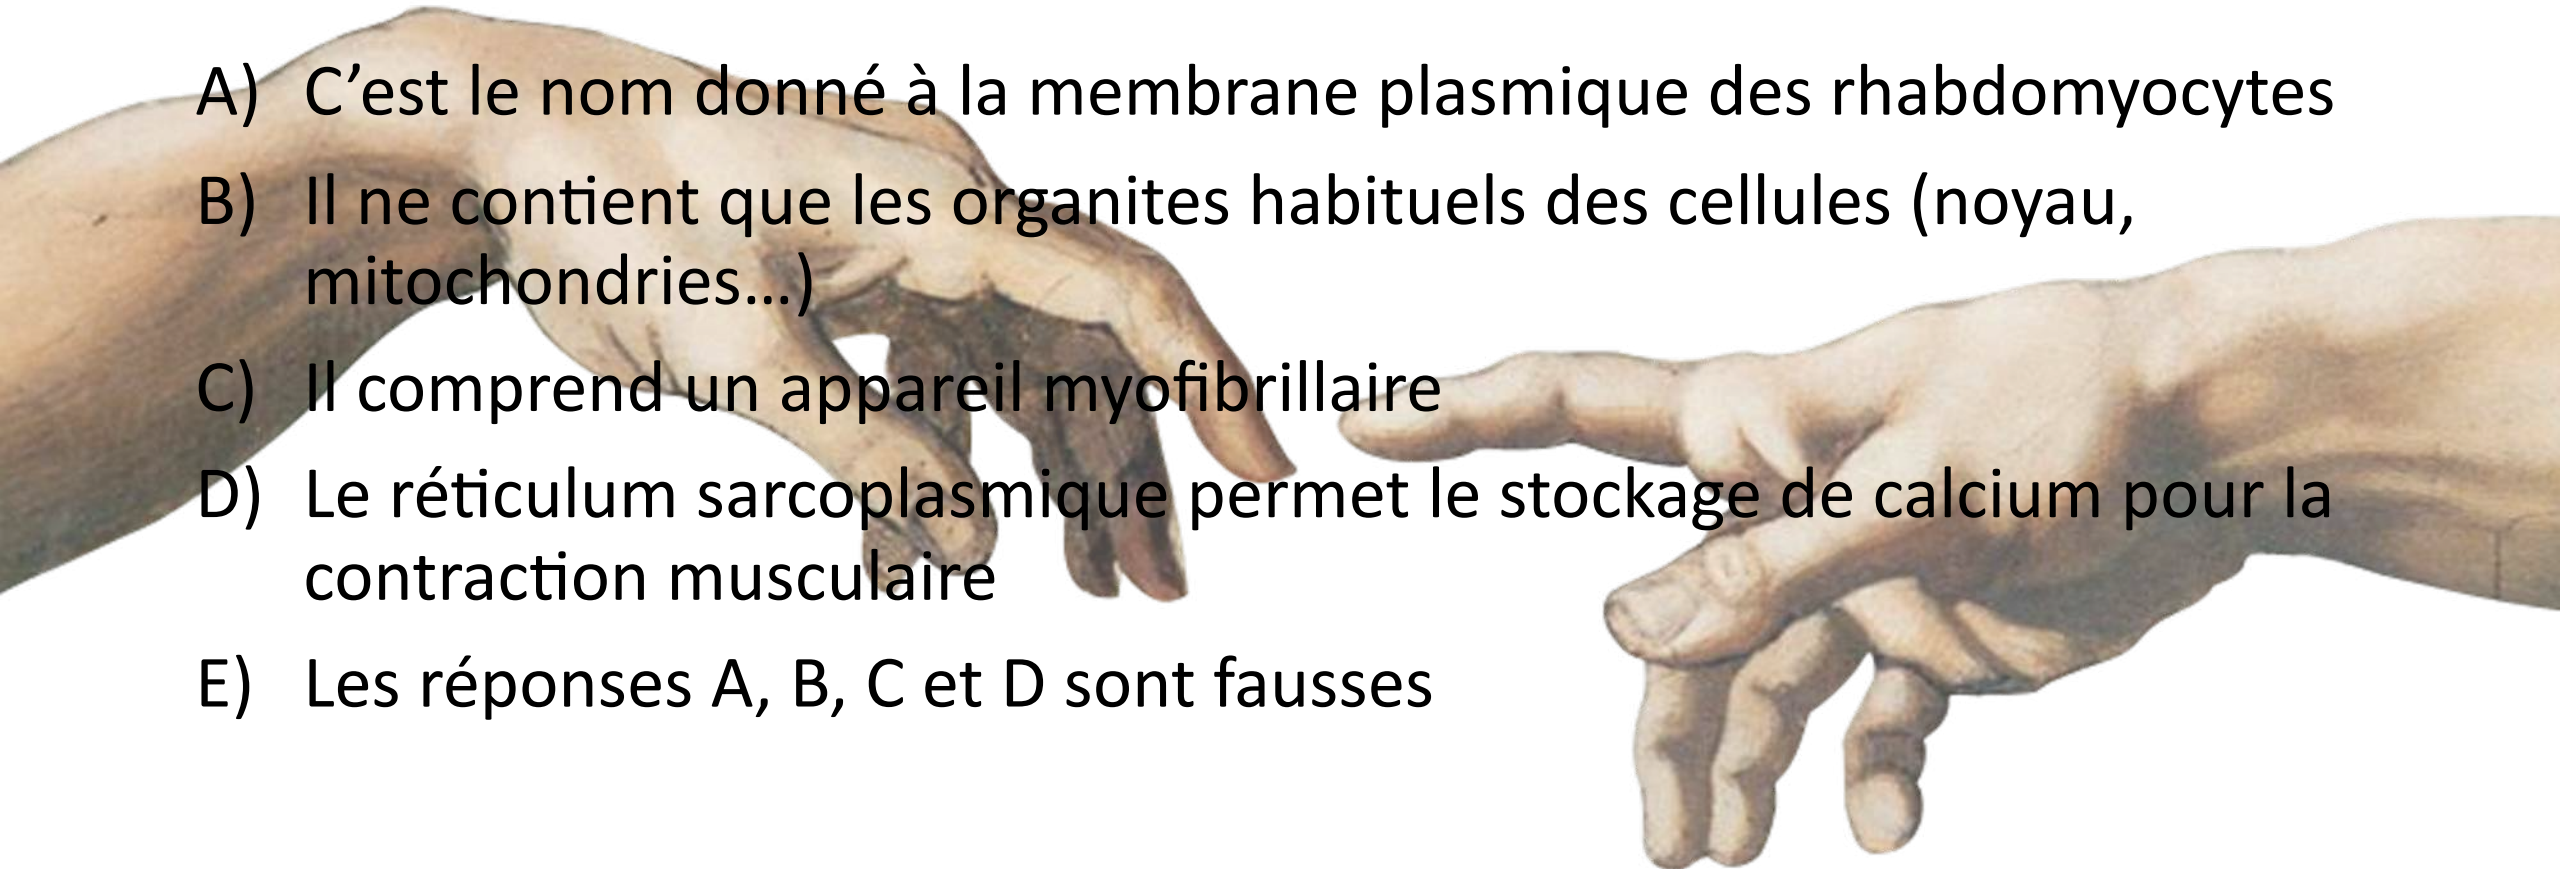 A) C’est le nom donné à la membrane plasmique des rhabdomyocytes
B) Il ne contient que les organites habituels des cellules (noyau,
mitochondries…)
C) Il comprend un appareil myofibrillaire
D) Le réticulum sarcoplasmique permet le stockage de calcium pour la
contraction musculaire
E) Les réponses A, B, C et D sont fausses